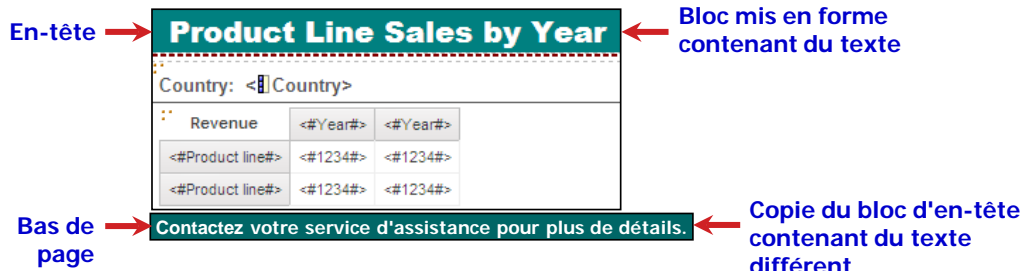 En-tête
Product Line Sales by Year
Bloc mis en forme
contenant du texte
Country: <Country>
Revenue <#Year#> <#Year#>
<#Product line#> <#1234#> <#1234#>
<#Product line#> <#1234#> <#1234#>
Bas de
page
Contactez votre service d'assistance pour plus de détails.
Copie du bloc d'en-tête
contenant du texte
différent